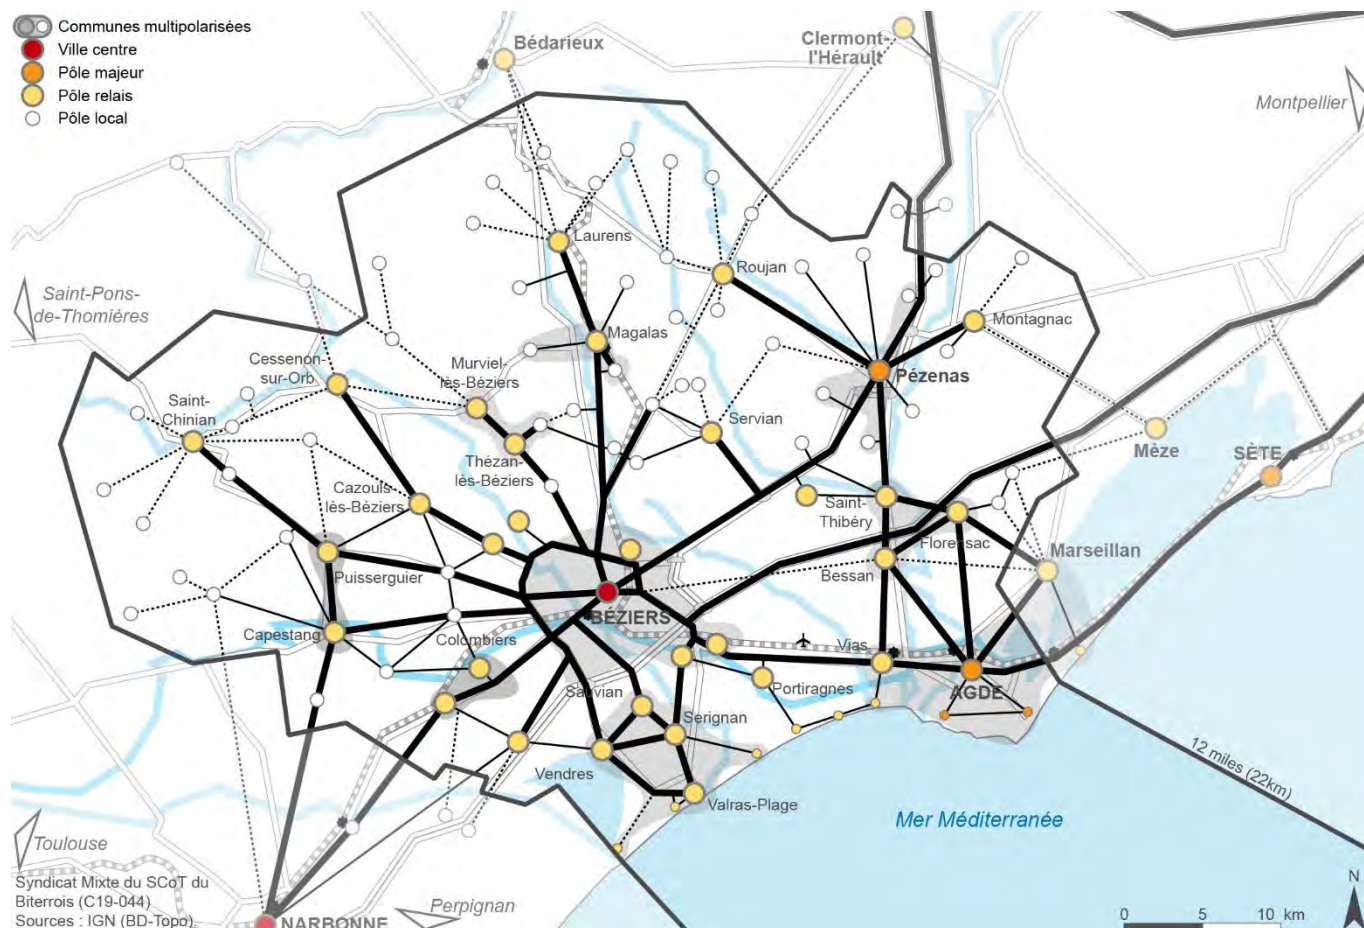 Communes multipolarisées
Ville centre
Pôle majeur
Pôle relais
Pôle local
Bédarieux
Clermont-
l'Hérault
Montpellier
Saint-Pons-
de-Thomières
Laurens
Roujan
Montagnac
Magalas
Cessenon-
sur-Orb
Murviel-
lès-Béziers
Pézenas
Saint-
Chinian
Servian
Mèze
SÈTE
Thézan-
lès-Béziers
Cazouls-
lès-Béziers
Saint-
Thibéry
Florensac
Marseillan
Puisserguier
Bessan
BÉZIERS
Capestang
Colombiers
Vias
Portiragnes
AGDE
Sauvian
Serignan
Vendres
Valras-Plage
12 miles (22km)
Mer Méditerranée
Toulouse
Syndicat Mixte du SCoT du
Biterrois (C19-044)
Sources : IGN (BD-Topo)
Perpignan
NARBONNE
N
0 5 10 km